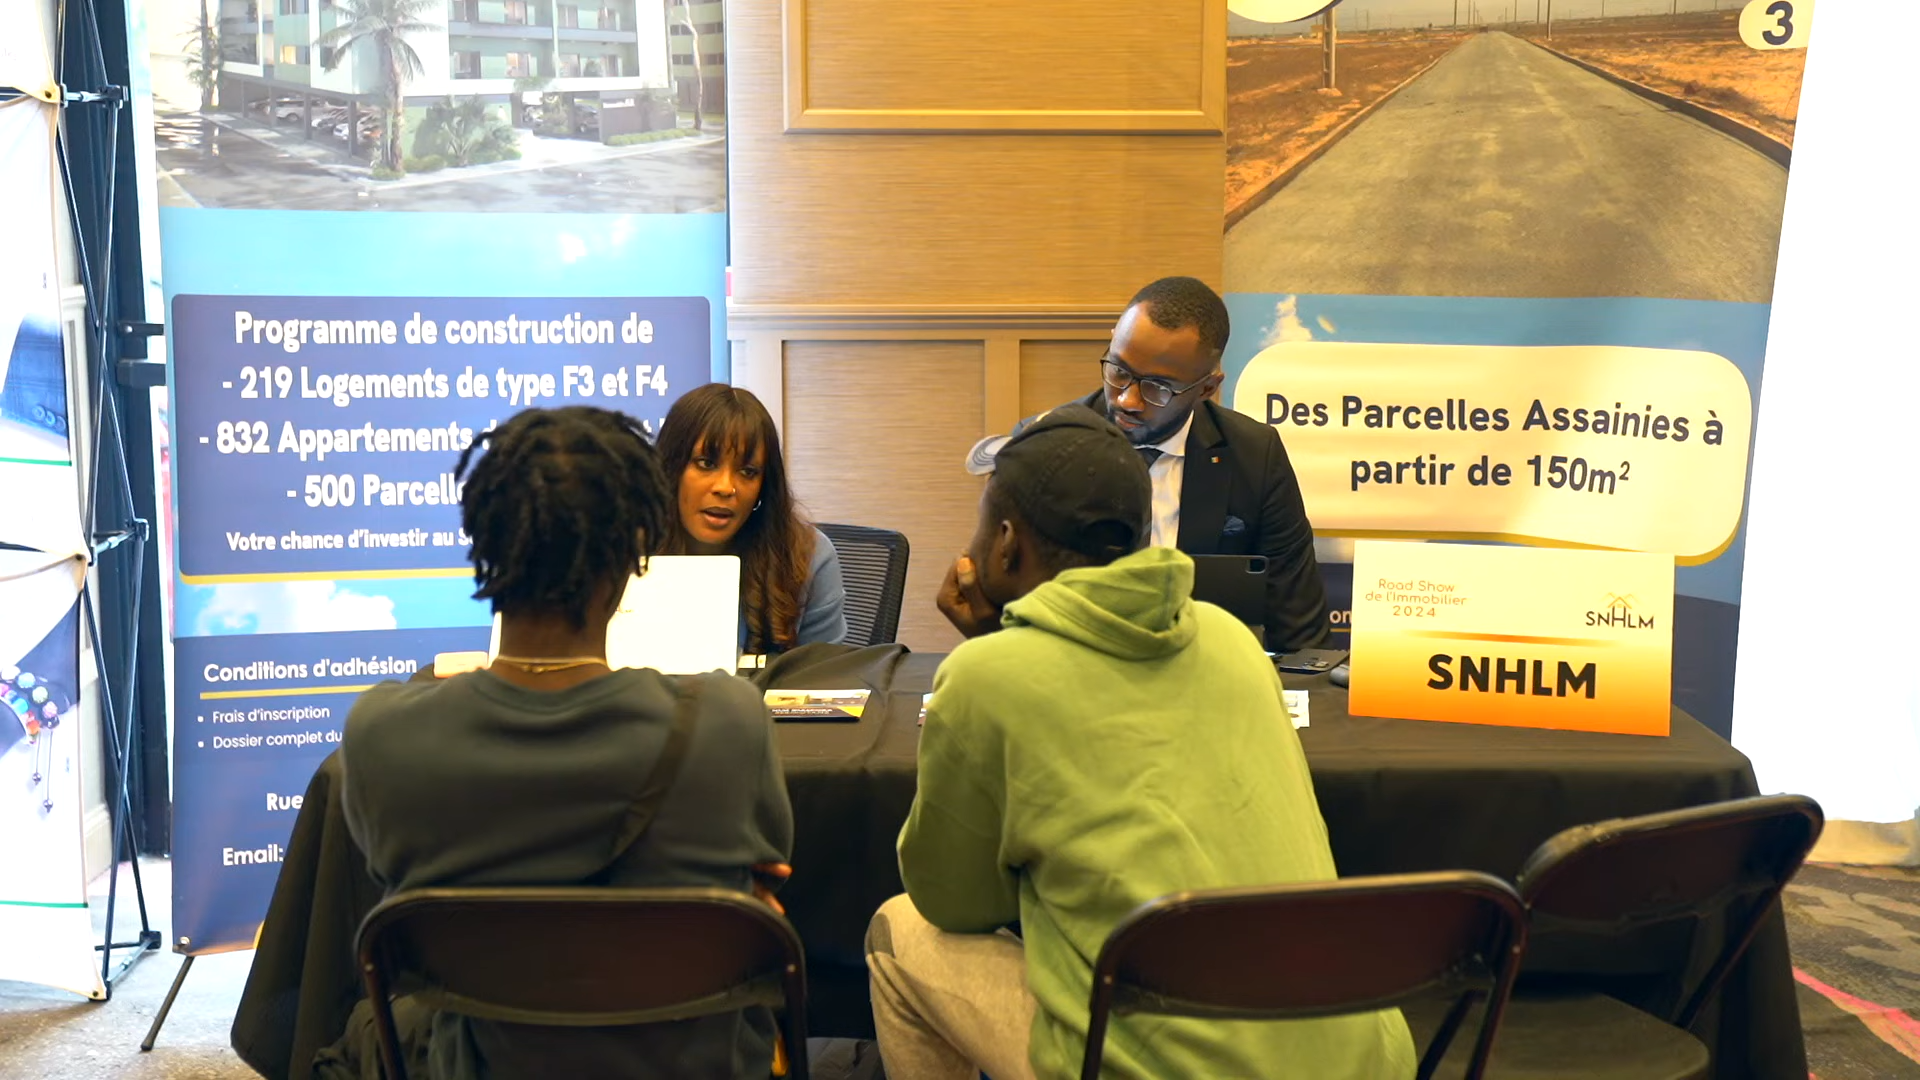 Programme de construction de
- 219 Logements de type F3 et F4
- 832 Appartements
- 500
Votre chance d'investir au
Conditions d'adhésion
• Frais d'inscription
• Dossier complet du
Rue
Email:
3
Des Parcelles Assainies à
partir de 150m²
Road Show
de l'Immobilier
2024
SNHLM
SNHLM